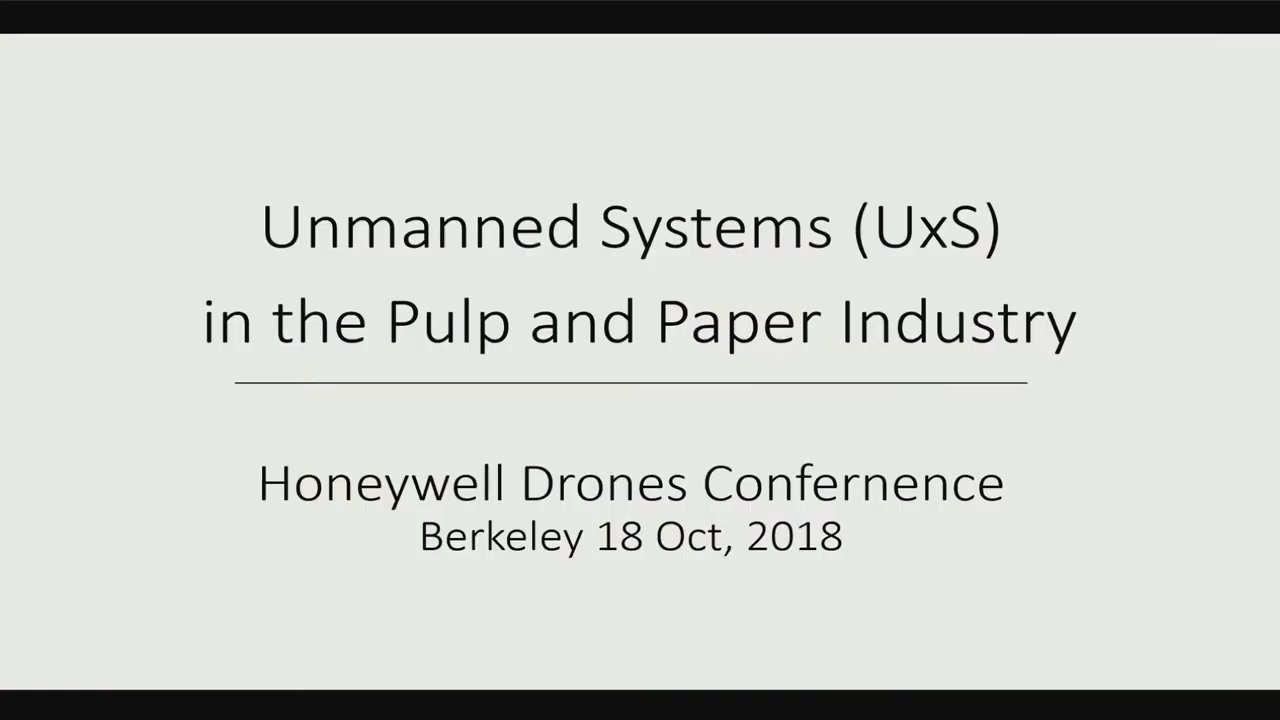 Unmanned Systems (UxS)
in the Pulp and Paper Industry
Honeywell Drones Confernence
Berkeley 18 Oct, 2018